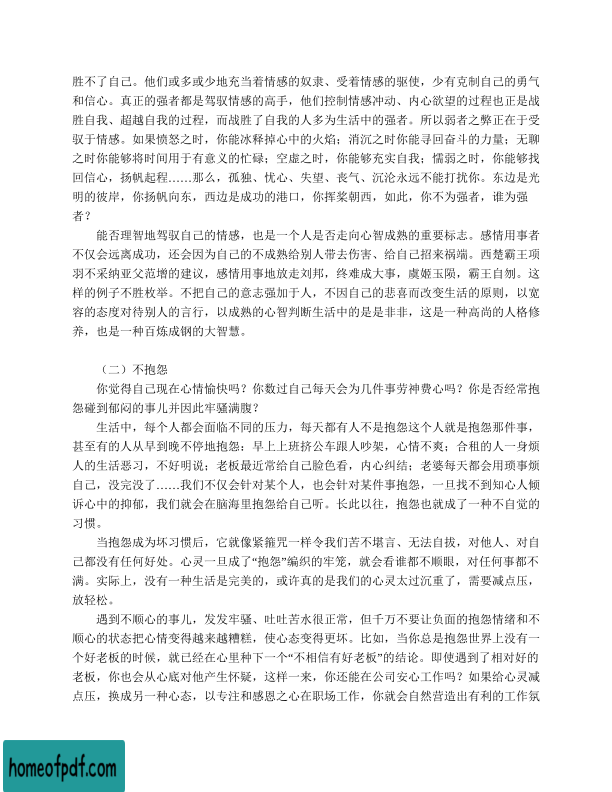 胜不了自己。他们或多或少地充当着情感的奴隶、受着情感的驱使，少有克制自己的勇气
和信心。真正的强者都是驾驭情感的高手，他们控制情感冲动、内心欲望的过程也正是战
胜自我、超越自我的过程，而战胜了自我的人多为生活中的强者。所以弱者之弊正在于受
驭于情感。如果愤怒之时，你能冰释掉心中的火焰；消沉之时你能寻回奋斗的力量；无聊
之时你能够将时间用于有意义的忙碌；空虚之时，你能够充实自我；懦弱之时，你能够找
回信心，扬帆起程……那么，孤独、忧心、失望、丧气、沉沦永远不能打扰你。东边是光
明的彼岸，你扬帆向东，西边是成功的港口，你挥桨朝西，如此，你不为强者，谁为强
者？
能否理智地驾驭自己的情感，也是一个人是否走向心智成熟的重要标志。感情用事者
不仅会远离成功，还会因为自己的不成熟给别人带去伤害、给自己招来祸端。西楚霸王项
羽不采纳亚父范增的建议，感情用事地放走刘邦，终难成大事，虞姬玉陨，霸王自刎。这
样的例子不胜枚举。不把自己的意志强加于人，不因自己的悲喜而改变生活的原则，以宽
容的态度对待别人的言行，以成熟的心智判断生活中的是是非非，这是一种高尚的人格修
养，也是一种百炼成钢的大智慧。
（二）不抱怨
你觉得自己现在心情愉快吗？你数过自己每天会为几件事劳神费心吗？你是否经常抱
怨碰到郁闷的事儿并因此牢骚满腹？
生活中，每个人都会面临不同的压力，每天都有人不是抱怨这个人就是抱怨那件事，
甚至有的人从早到晚不停地抱怨：早上上班挤公车跟人吵架，心情不爽；合租的人一身烦
人的生活恶习，不好明说；老板最近常给自己脸色看，内心纠结；老婆每天都会用琐事烦
自己，没完没了……我们不仅会针对某个人，也会针对某件事抱怨，一旦找不到知心人倾
诉心中的抑郁，我们就会在脑海里抱怨给自己听。长此以往，抱怨也就成了一种不自觉的
习惯。
当抱怨成为坏习惯后，它就像紧箍咒一样令我们苦不堪言、无法自拔，对他人、对自
己都没有任何好处。心灵一旦成了“抱怨”编织的牢笼，就会看谁都不顺眼，对任何事都不
满。实际上，没有一种生活是完美的，或许真的是我们的心灵太过沉重了，需要减点压，
放轻松。
遇到不顺心的事儿，发发牢骚、吐吐苦水很正常，但千万不要让负面的抱怨情绪和不
顺心的状态把心情变得越来越糟糕，使心态变得更坏。比如，当你总是抱怨世界上没有一
个好老板的时候，就已经在心里种下一个“不相信有好老板”的结论。即使遇到了相对好的
老板，你也会从心底对他产生怀疑，这样一来，你还能在公司安心工作吗？如果给心灵减
点压，换成另一种心态，以专注和感恩之心在职场工作，你就会自然营造出有利的工作氛
homeofpdf.com